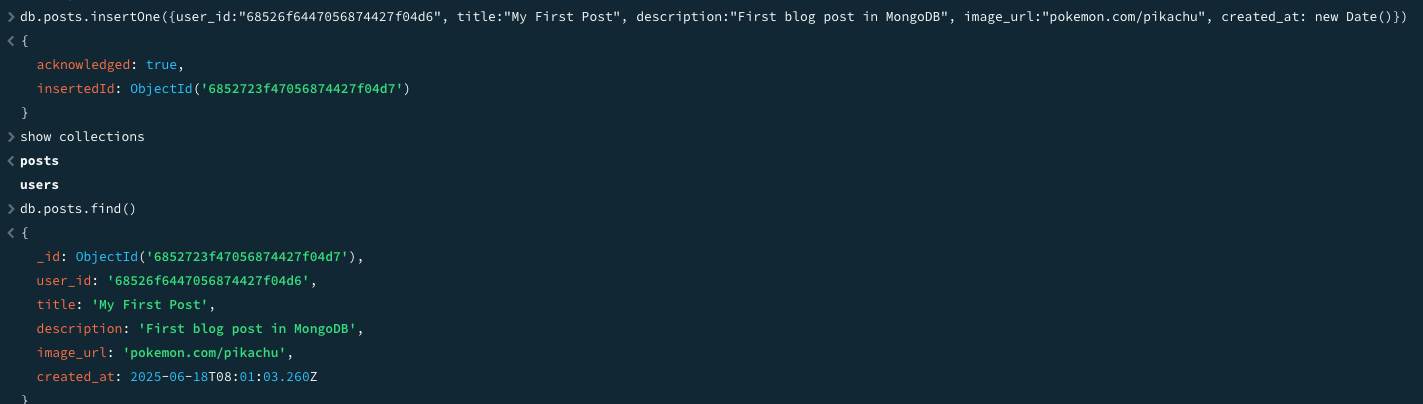 > db.posts.insertOne({user_id:"68526f6447056874427f04d6", title:"My First Post", description:"First blog post in MongoDB", image_url:"pokemon.com/pikachu", created_at: new Date()})
< {
acknowledged: true,
insertedId: ObjectId('6852723f47056874427f04d7')
}
> show collections
< posts
users
> db.posts.find()
< {
_id: ObjectId('6852723f47056874427f04d7'),
user_id: '68526f6447056874427f04d6',
title: 'My First Post',
description: 'First blog post in MongoDB',
image_url: 'pokemon.com/pikachu',
created_at: 2025-06-18T08:01:03.260Z
}